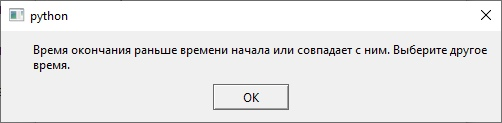 python
Время окончания раньше времени начала или совпадает с ним. Выберите другое
время.
OK